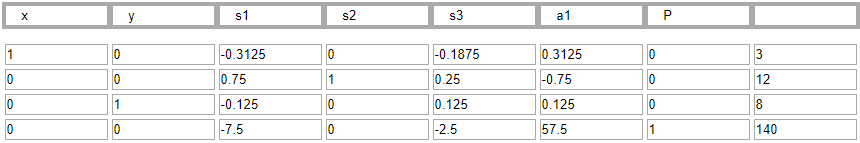 x y s1 s2 s3 a1 P
1 0 -0.3125 0 -0.1875 0.3125 0 3
0 0 0.75 1 0.25 -0.75 0 12
0 1 -0.125 0 0.125 0.125 0 8
0 0 -7.5 0 -2.5 57.5 1 140